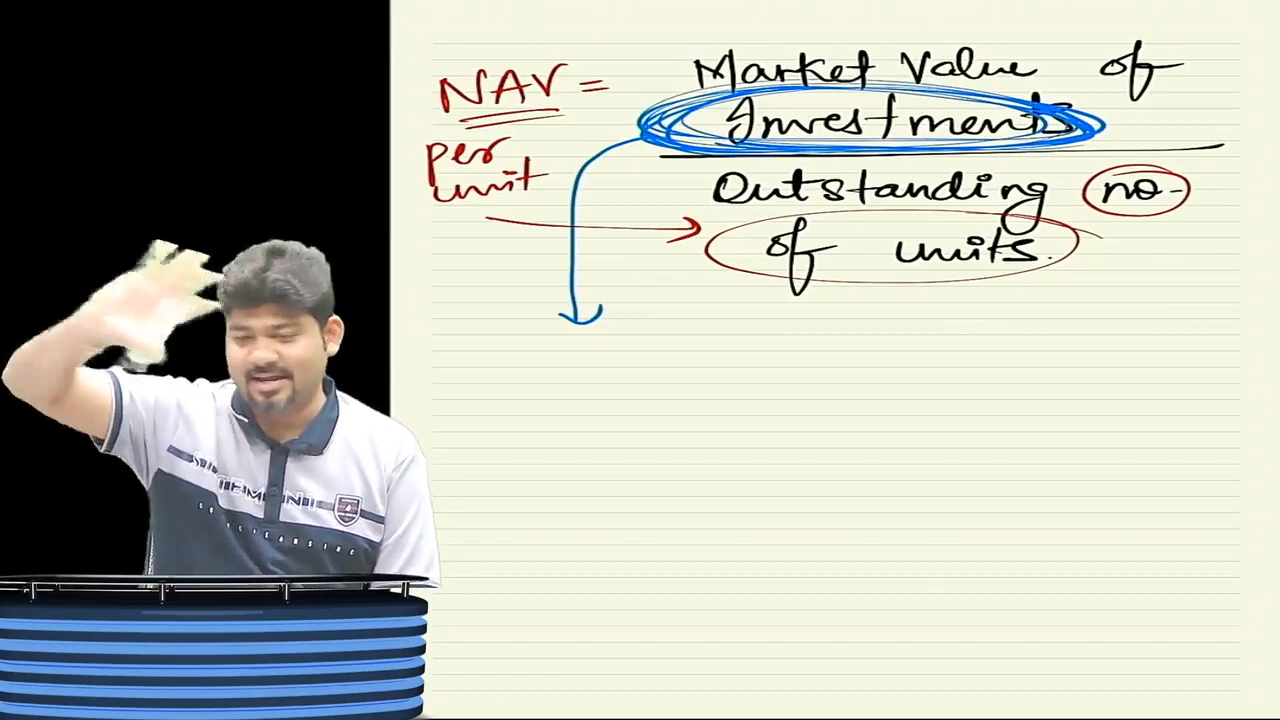 NAV = Market Value of
Investments
per
unit
Outstanding no.
of units.